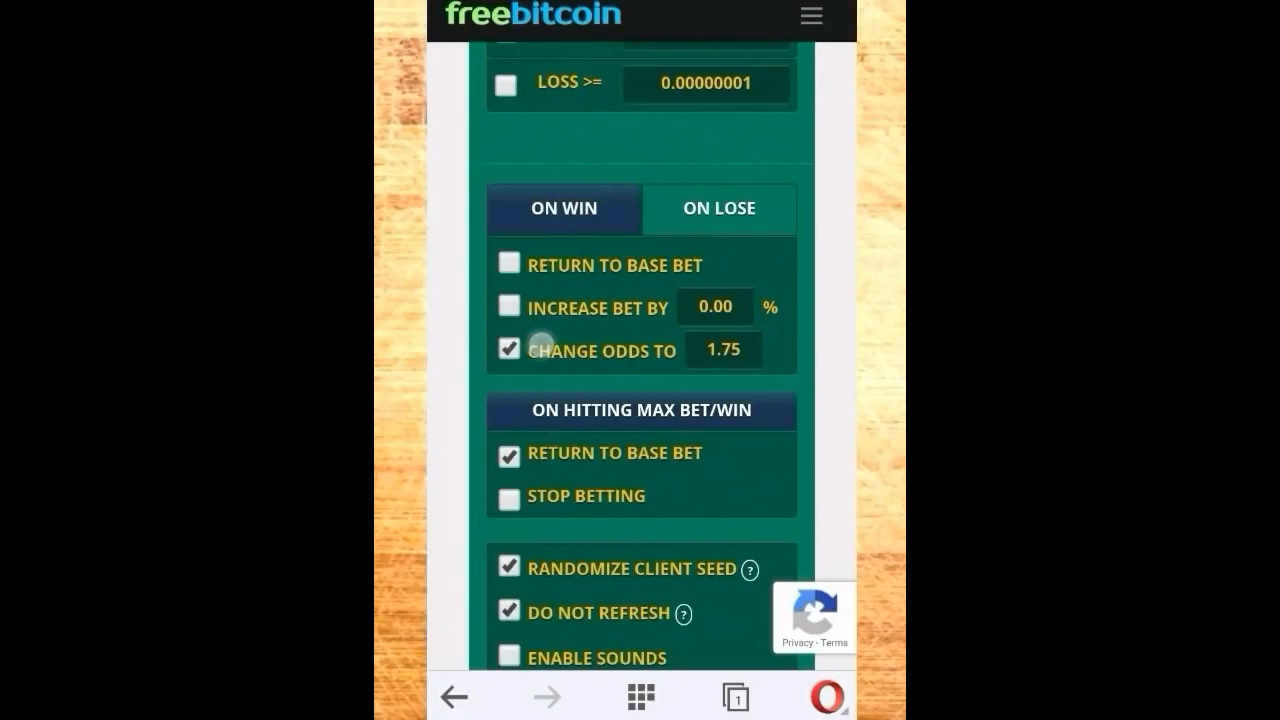 freebitcoin
LOSS >= 0.00000001
ON WIN ON LOSE
RETURN TO BASE BET
INCREASE BET BY 0.00 %
CHANGE ODDS TO 1.75
ON HITTING MAX BET/WIN
RETURN TO BASE BET
STOP BETTING
RANDOMIZE CLIENT SEED ?
DO NOT REFRESH ?
Privacy - Terms
ENABLE SOUNDS
1